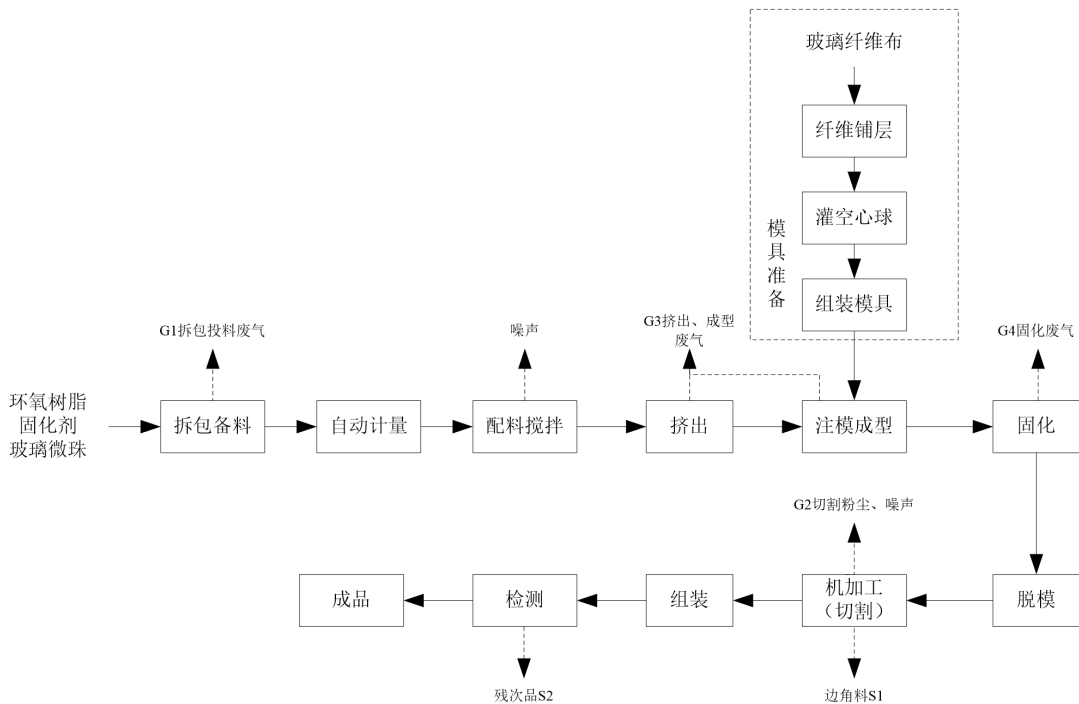 玻璃纤维布
纤维铺层
灌空心球
模具准备
组装模具
G1拆包投料废气
噪声
G3挤出、成型
废气
G4固化废气
环氧树脂
固化剂
玻璃微珠
拆包备料
自动计量
配料搅拌
挤出
注模成型
固化
G2切割粉尘、噪声
成品
检测
组装
机加工
（切割）
脱模
残次品S2
边角料S1